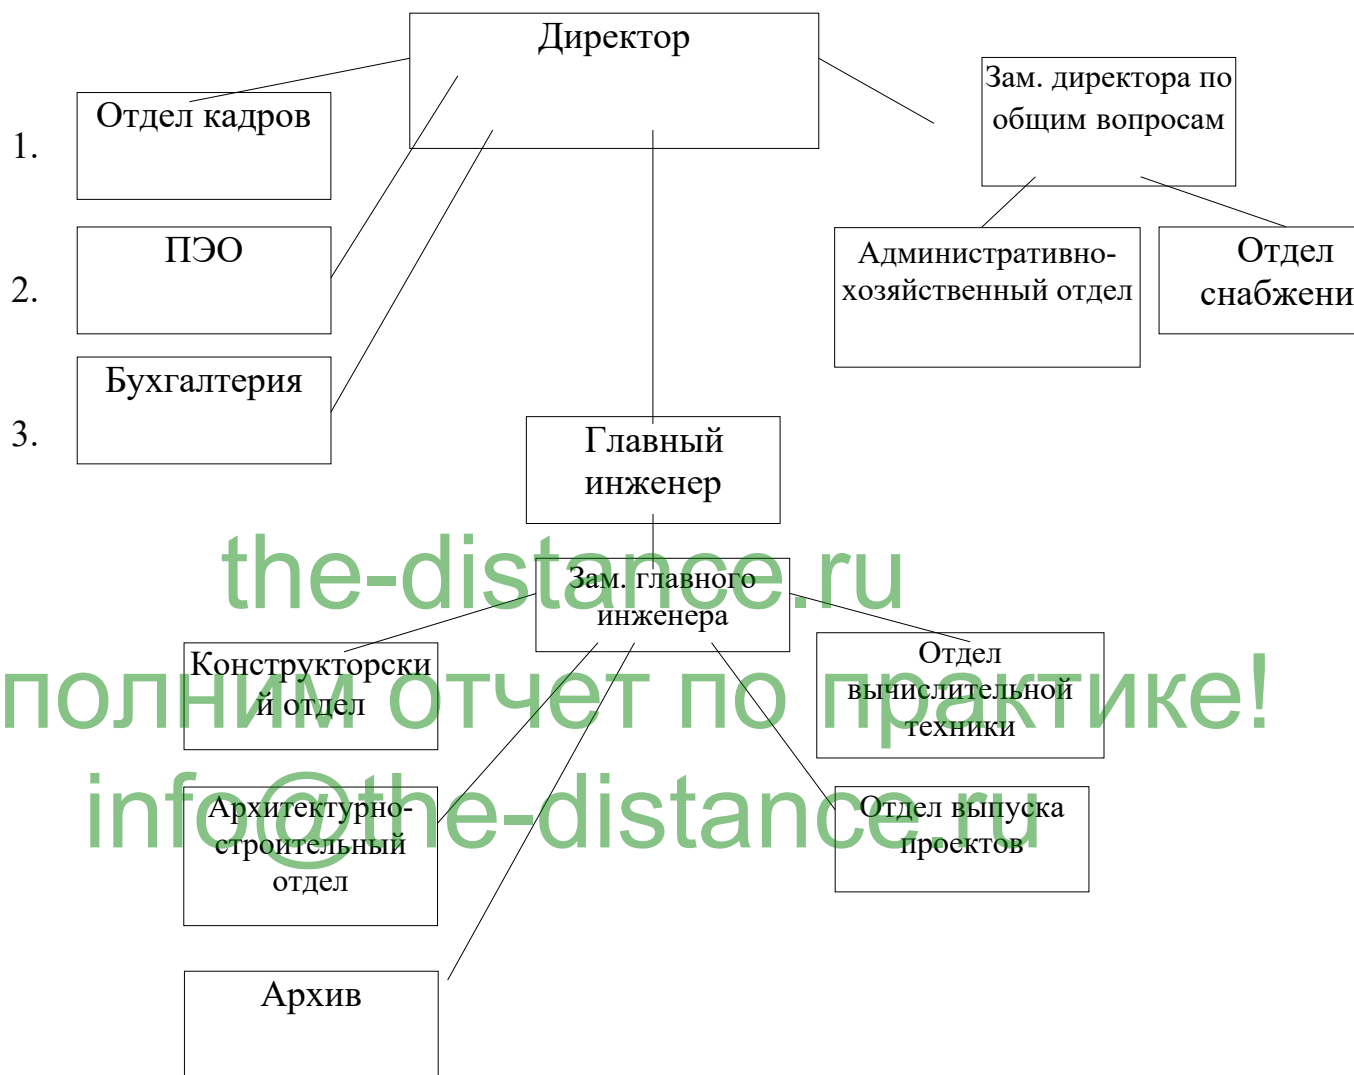 Директор
Зам. директора по
общим вопросам
1.
Отдел кадров
2.
ПЭО
Административно-
хозяйственный отдел
Отдел
снабжени
3.
Бухгалтерия
Главный
инженер
the-distance.ru
Зам. главного
инженера
Конструкторски
й отдел
Отдел
вычислительной
техники
полним отчет по практике!
info@the-distance.ru
Архитектурно-
строительный
отдел
Отдел выпуска
проектов
Архив